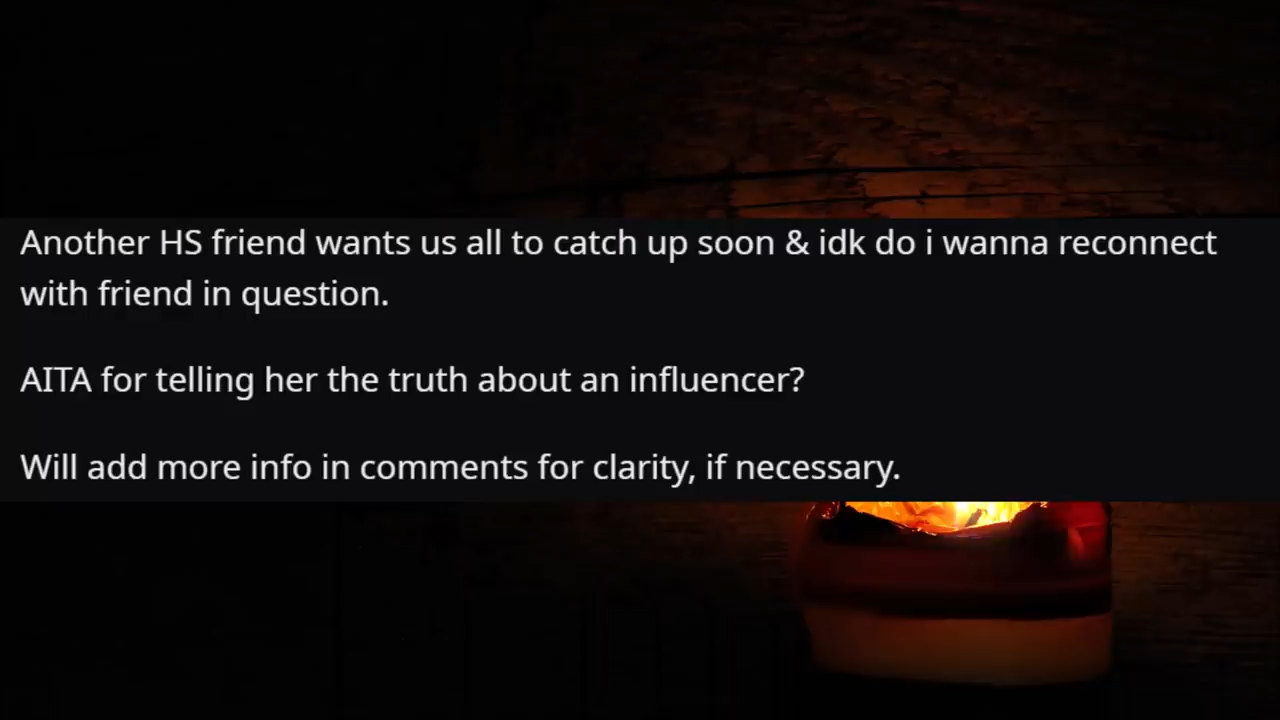 Another HS friend wants us all to catch up soon & idk do i wanna reconnect
with friend in question.
AITA for telling her the truth about an influencer?
Will add more info in comments for clarity, if necessary.